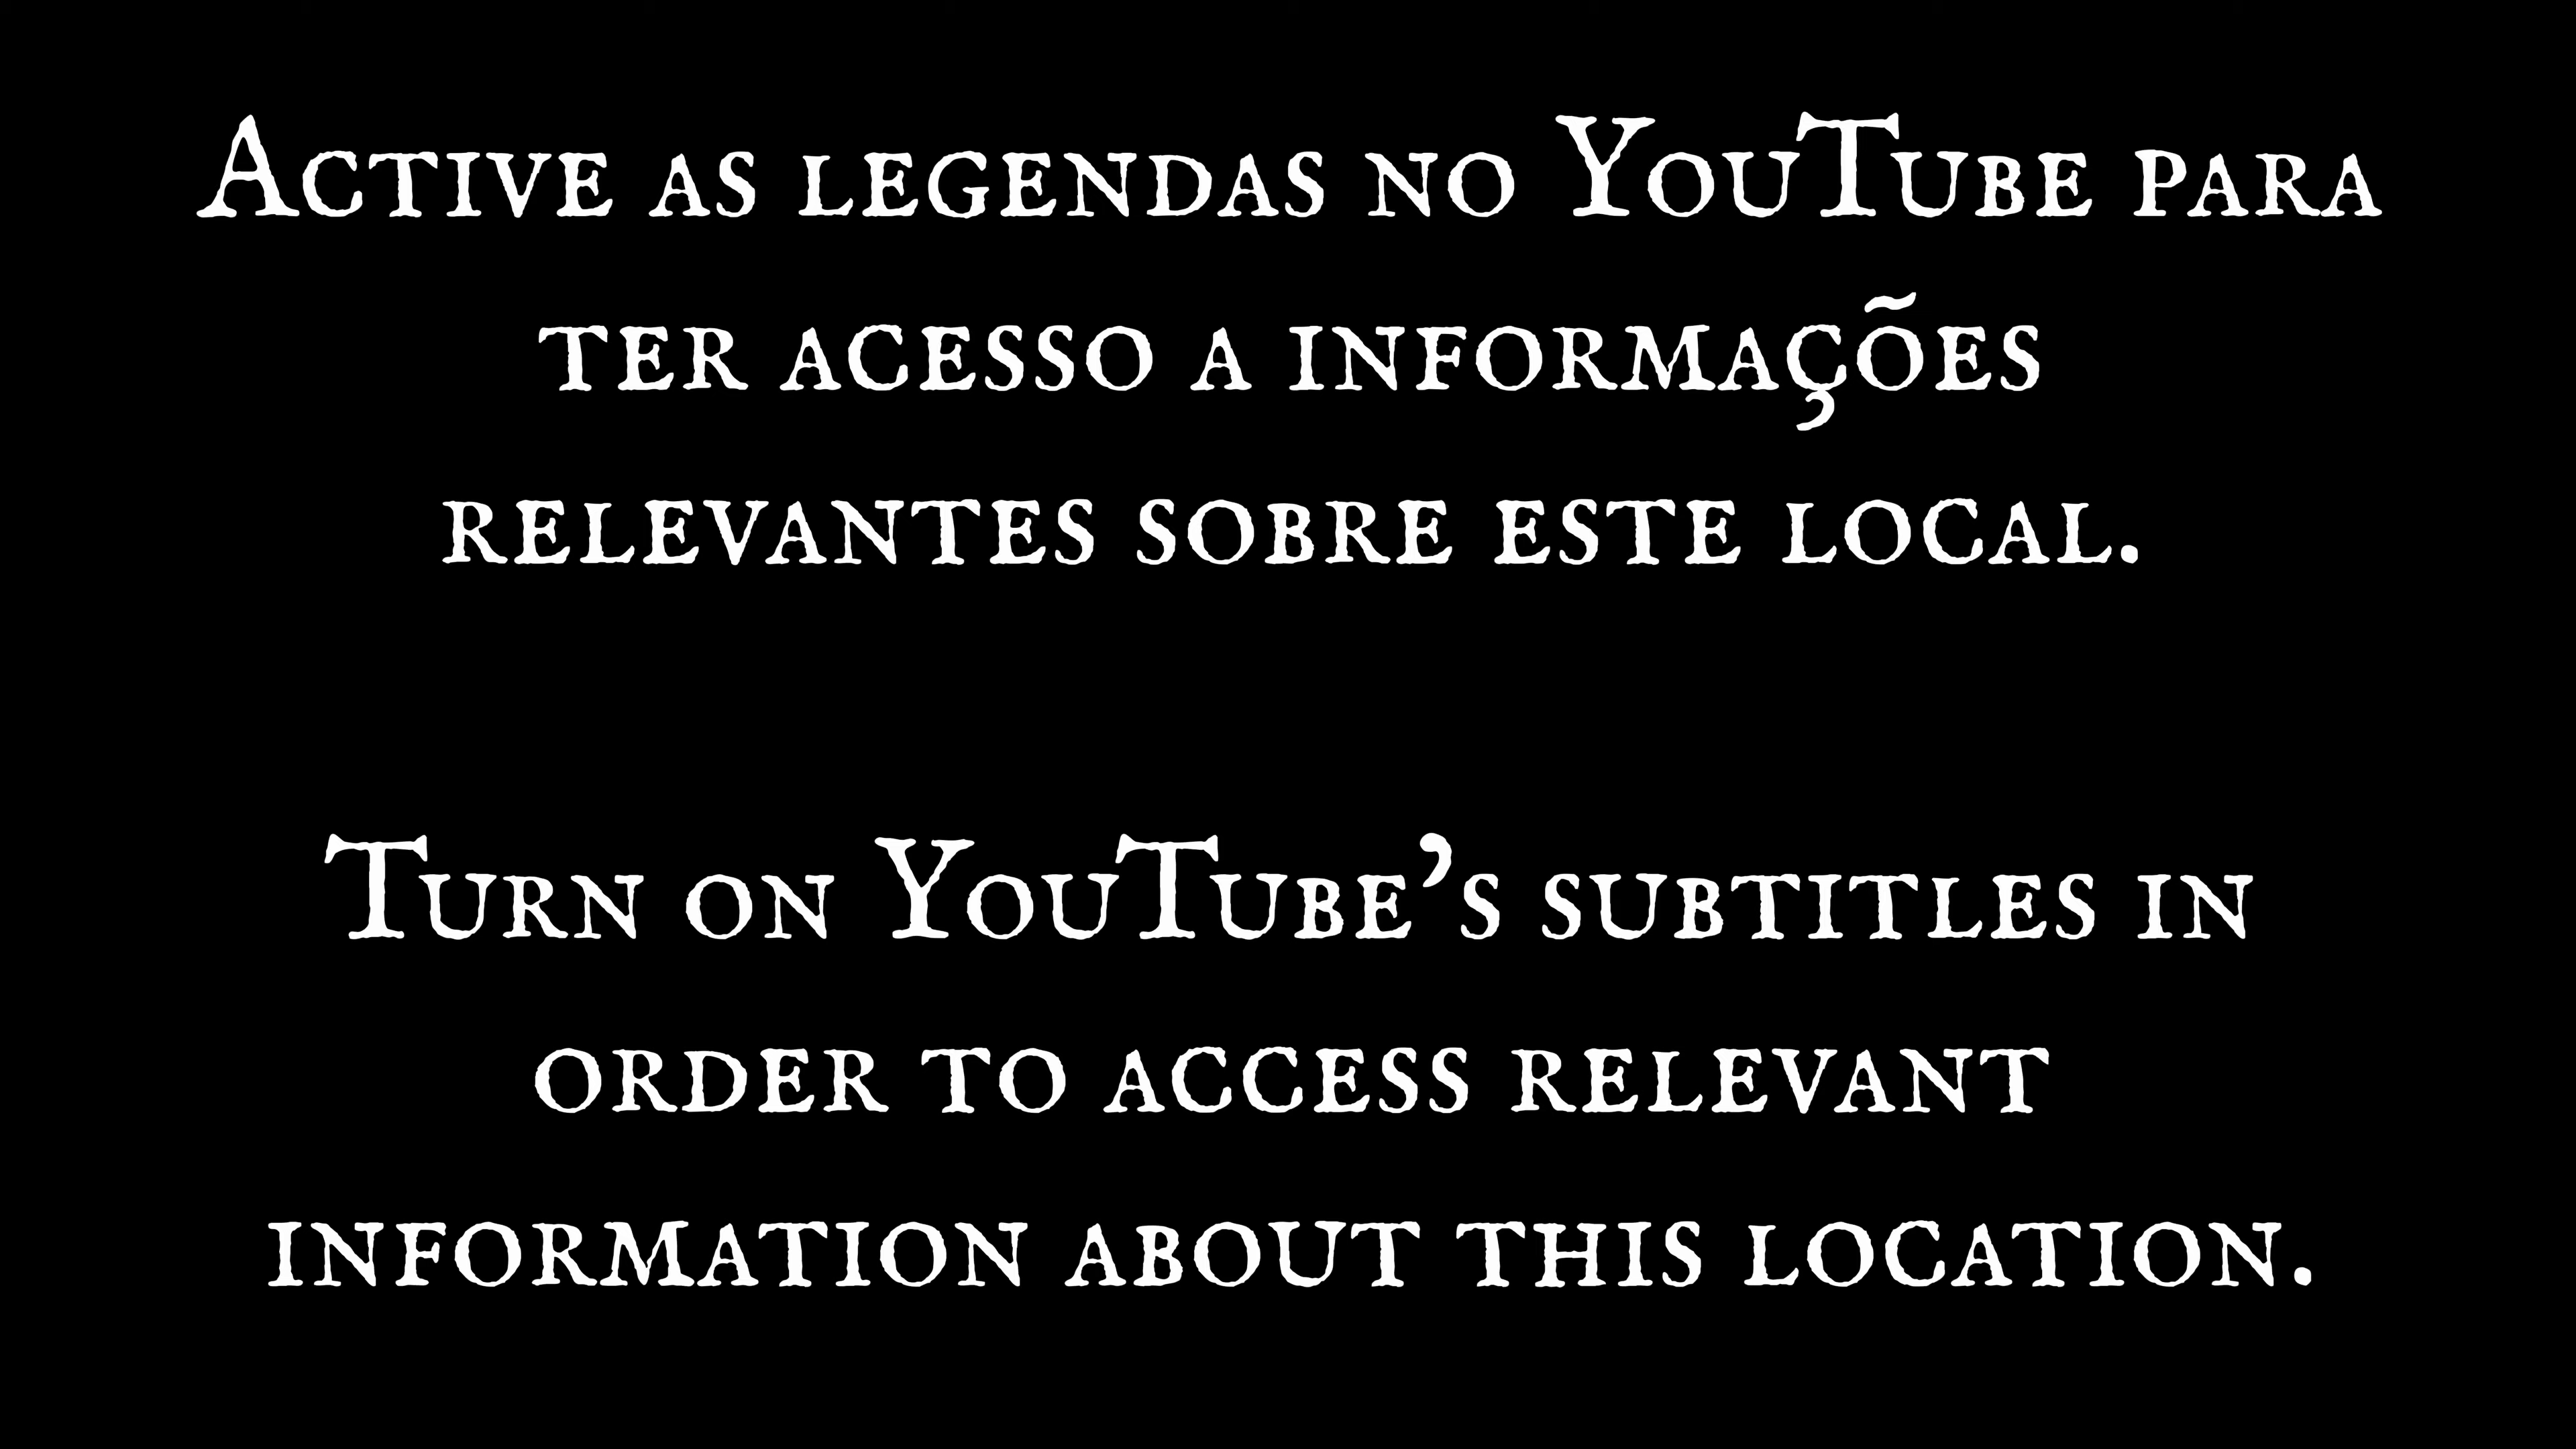 Active as legendas no YouTube para
ter acesso a informações
relevantes sobre este local.
Turn on YouTube’s subtitles in
order to access relevant
information about this location.